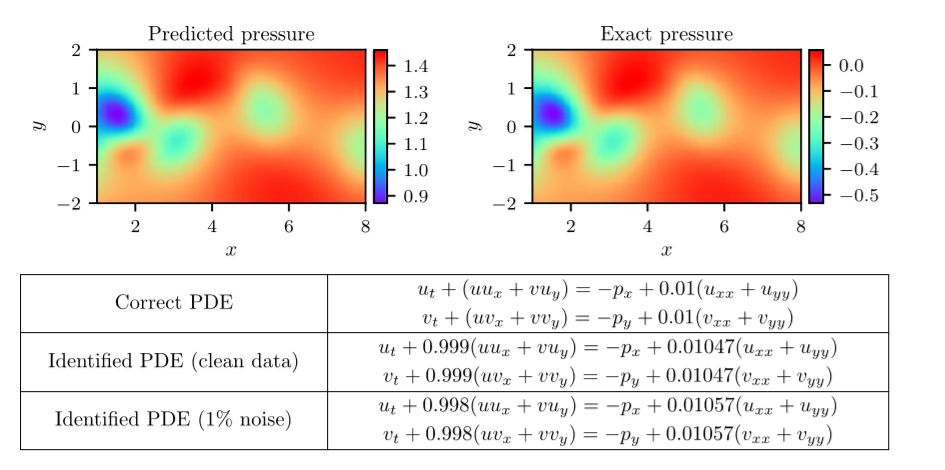 Predicted pressure
2
1
0
−1
−2
y
2
4
6
8
x
1.4
1.3
1.2
1.1
1.0
0.9
Exact pressure
2
1
0
−1
−2
y
2
4
6
8
x
0.0
−0.1
−0.2
−0.3
−0.4
−0.5
Correct PDE
u_t + (uu_x + vu_y) = −p_x + 0.01(u_xx + u_yy)
v_t + (uv_x + vv_y) = −p_y + 0.01(v_xx + v_yy)
Identified PDE (clean data)
u_t + 0.999(uu_x + vu_y) = −p_x + 0.01047(u_xx + u_yy)
v_t + 0.999(uv_x + vv_y) = −p_y + 0.01047(v_xx + v_yy)
Identified PDE (1% noise)
u_t + 0.998(uu_x + vu_y) = −p_x + 0.01057(u_xx + u_yy)
v_t + 0.998(uv_x + vv_y) = −p_y + 0.01057(v_xx + v_yy)